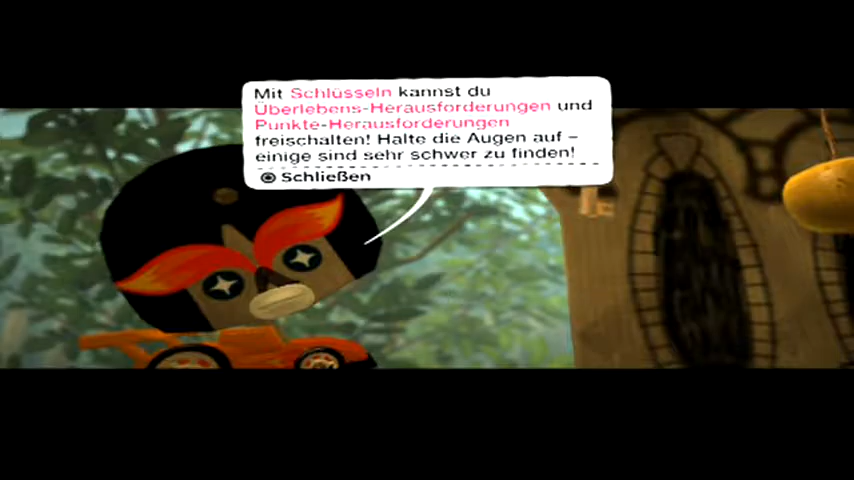 Mit Schlüsseln kannst du
Überlebens-Herausforderungen und
Punkte-Herausforderungen
freischalten! Halte die Augen auf –
einige sind sehr schwer zu finden!
Schließen